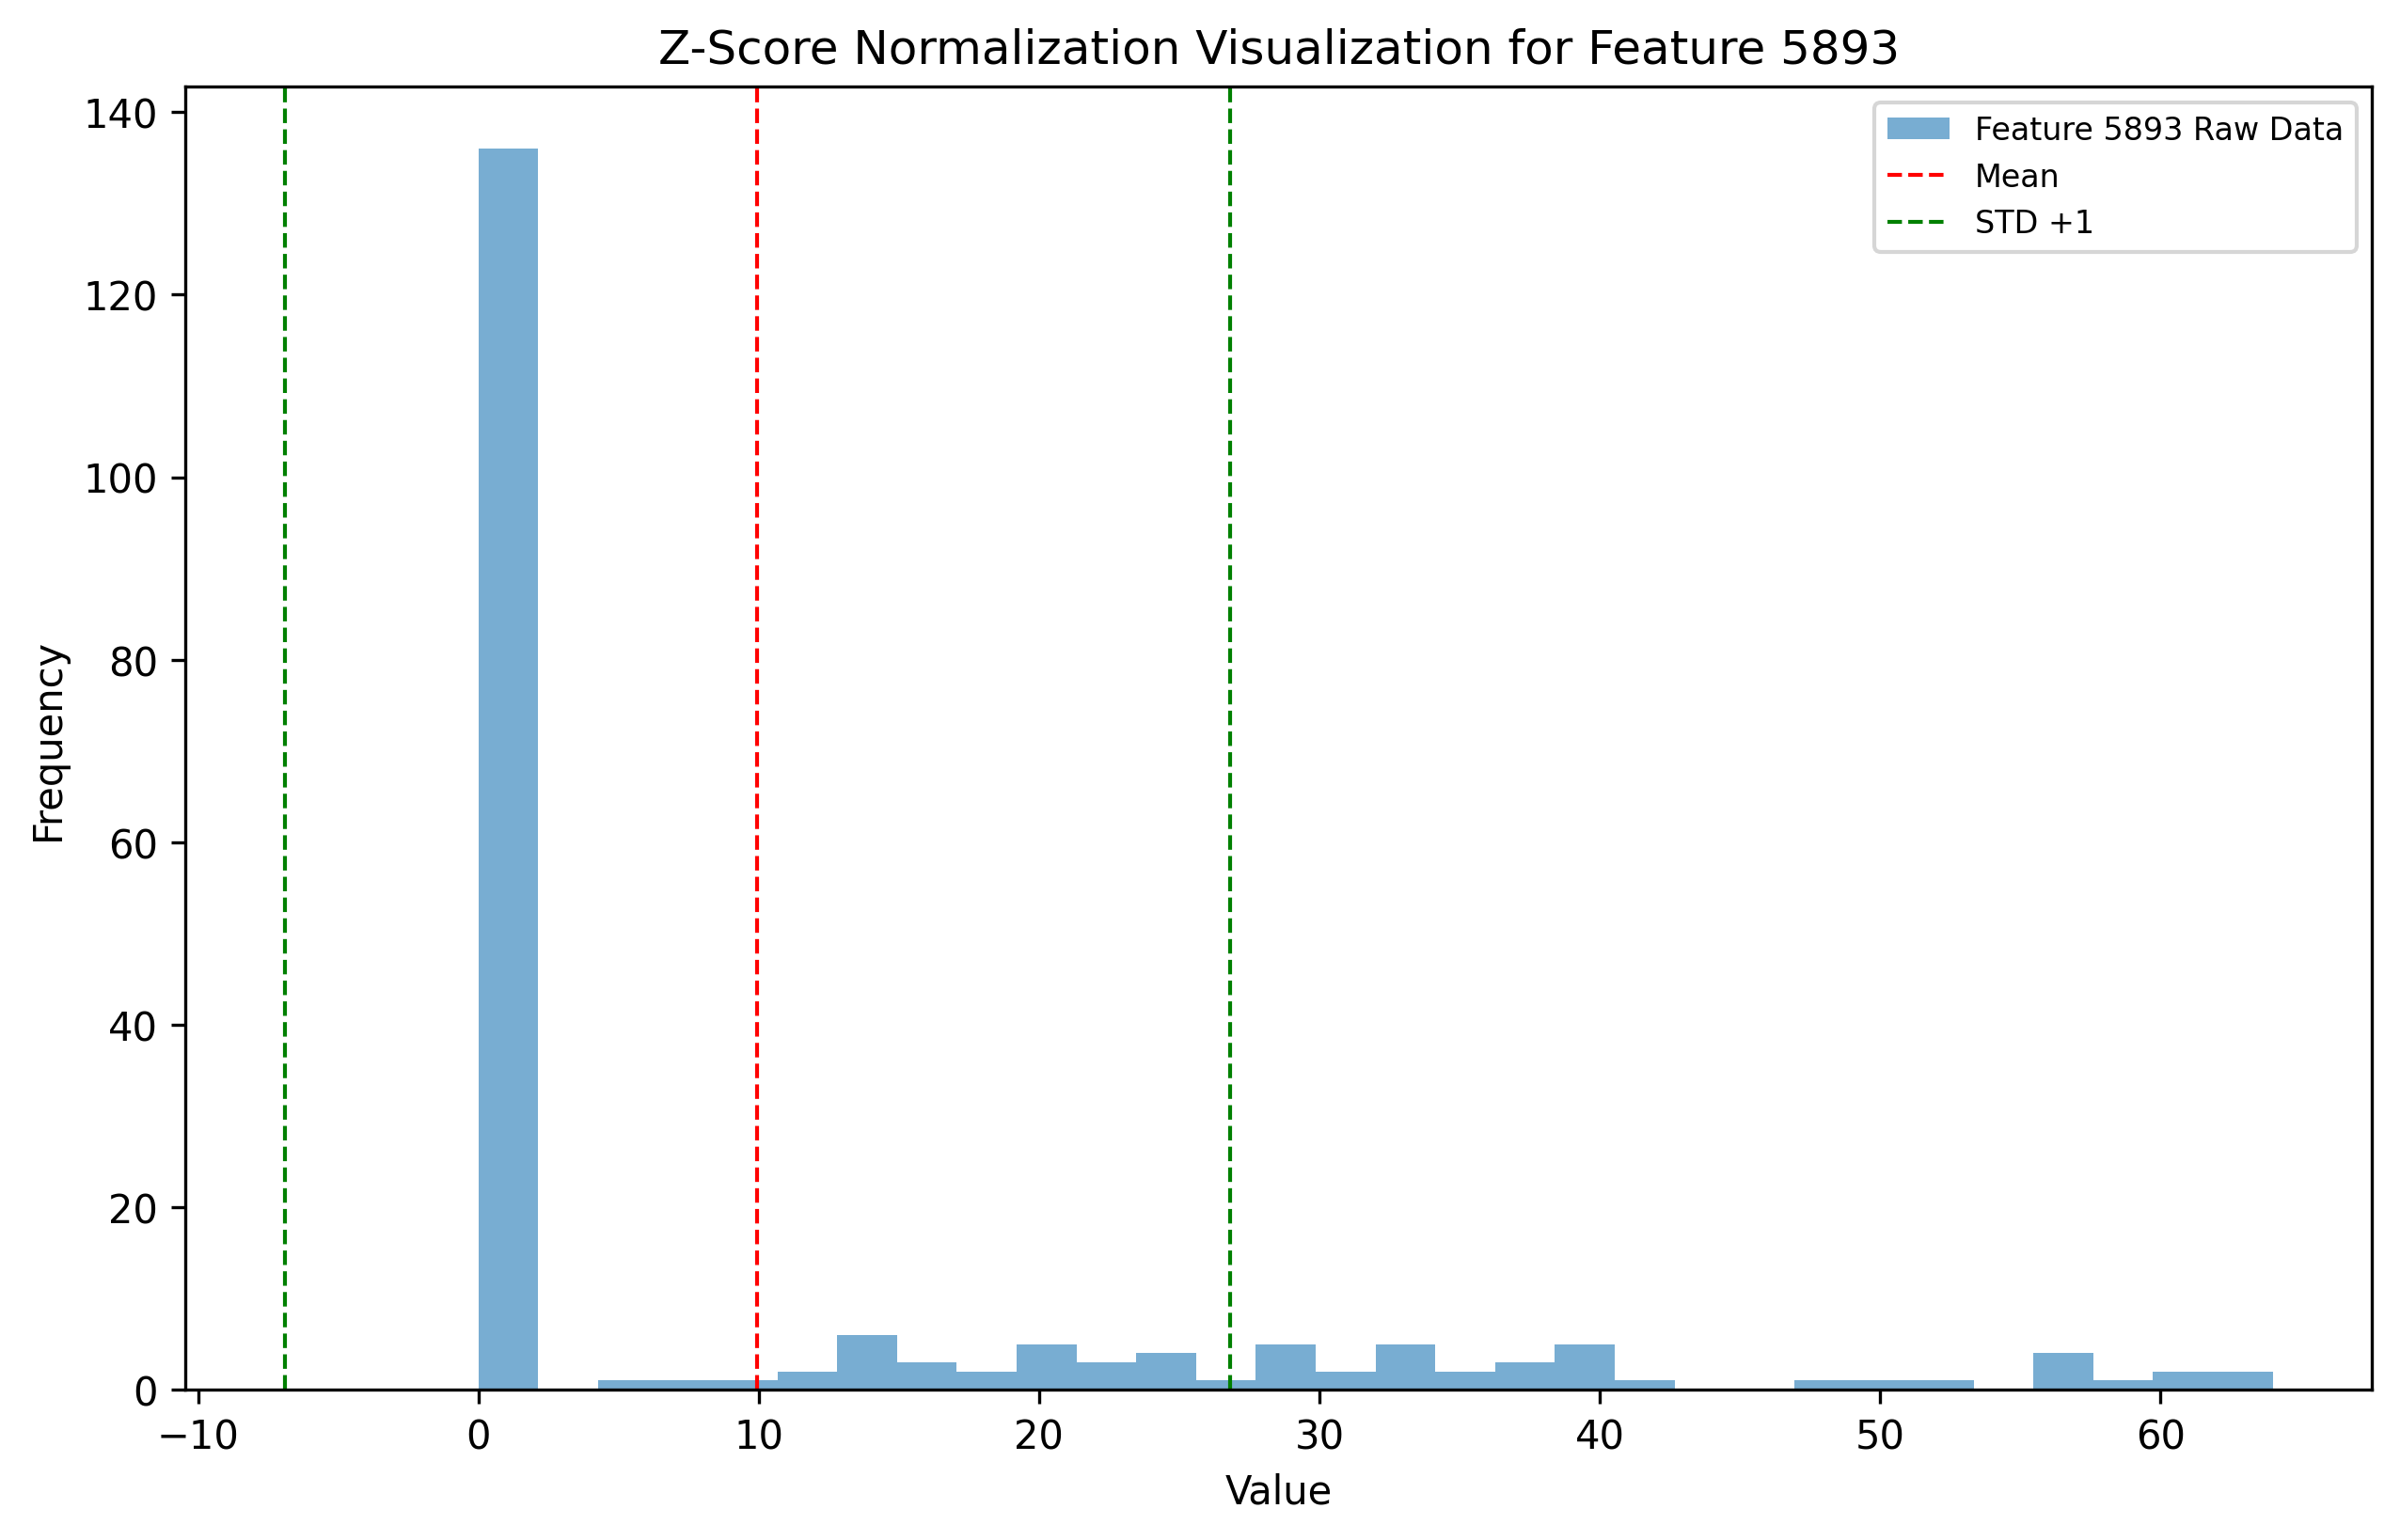 Z-Score Normalization Visualization for Feature 5893
Feature 5893 Raw Data
Mean
STD +1
Frequency
140
120
100
80
60
40
20
0
−10 0 10 20 30 40 50 60
Value